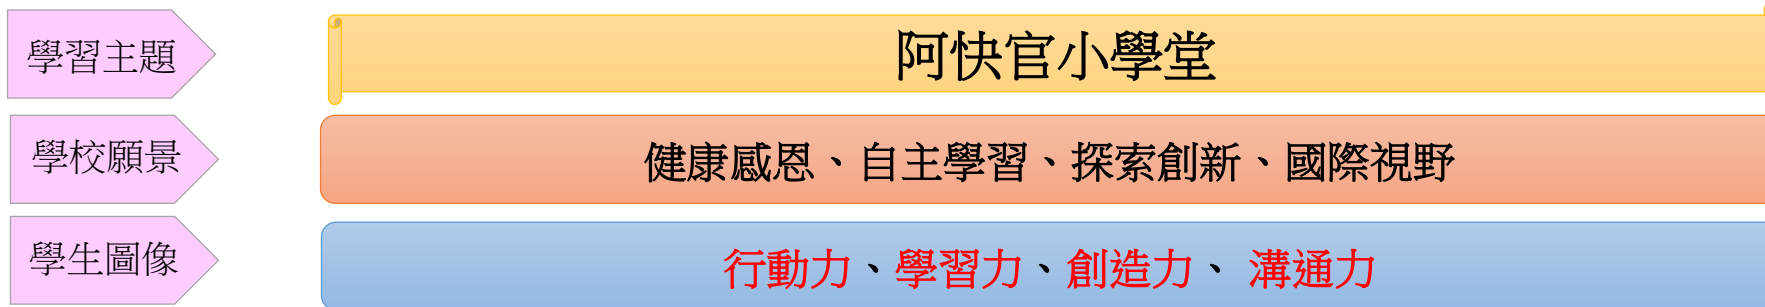 學習主題
阿快官小學堂
學校願景
健康感恩、自主學習、探索創新、國際視野
學生圖像
行動力、學習力、創造力、 溝通力